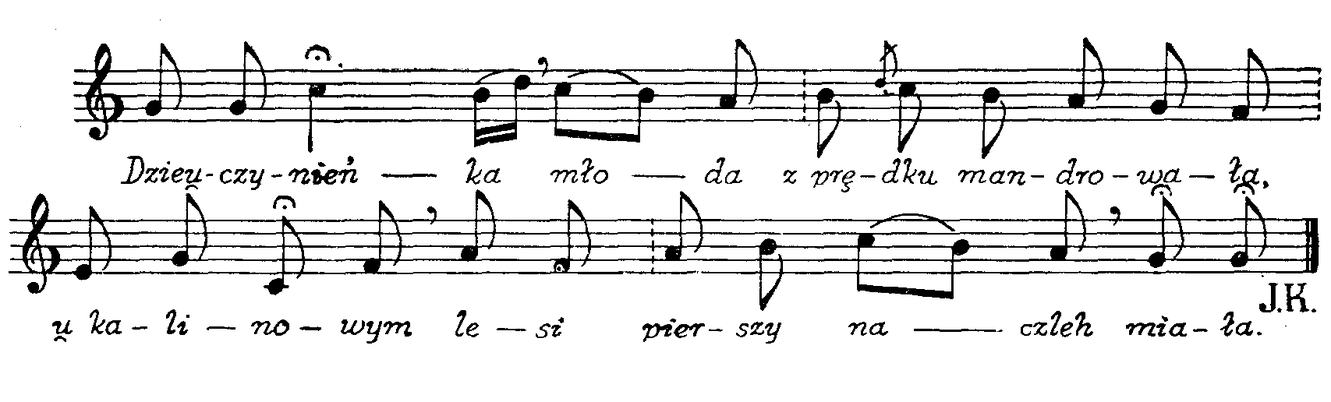 Dzieu̯-czy-nień — ka mło — da z prę-dku man-dro-wa-ła,
u̯ ka-li-no-wym le-si pier-szy na — człeh mia-ła.
J.K.